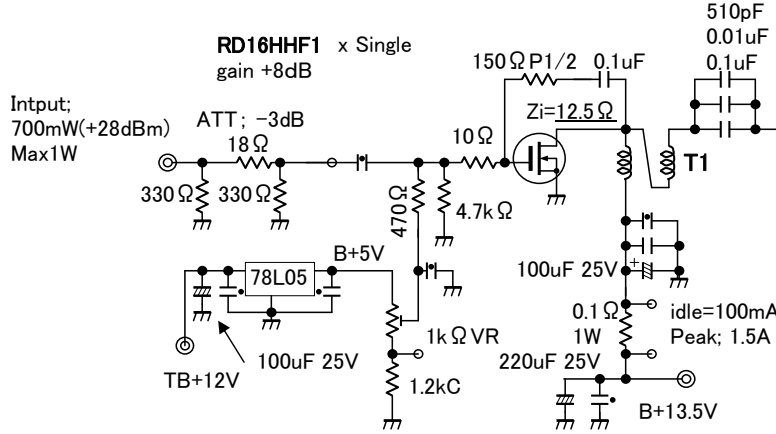 510pF
0.01uF
0.1uF
RD16HHF1 x Single
gain +8dB
150Ω P1/2
0.1uF
Intput;
700mW(+28dBm)
Max1W
ATT; -3dB
Zi=12.5Ω
18Ω
10Ω
T1
330Ω
330Ω
470Ω
4.7kΩ
B+5V
78L05
100uF 25V
+
0.1Ω
1W
idle=100mA
Peak; 1.5A
1kΩVR
100uF 25V
220uF 25V
TB+12V
1.2kC
B+13.5V